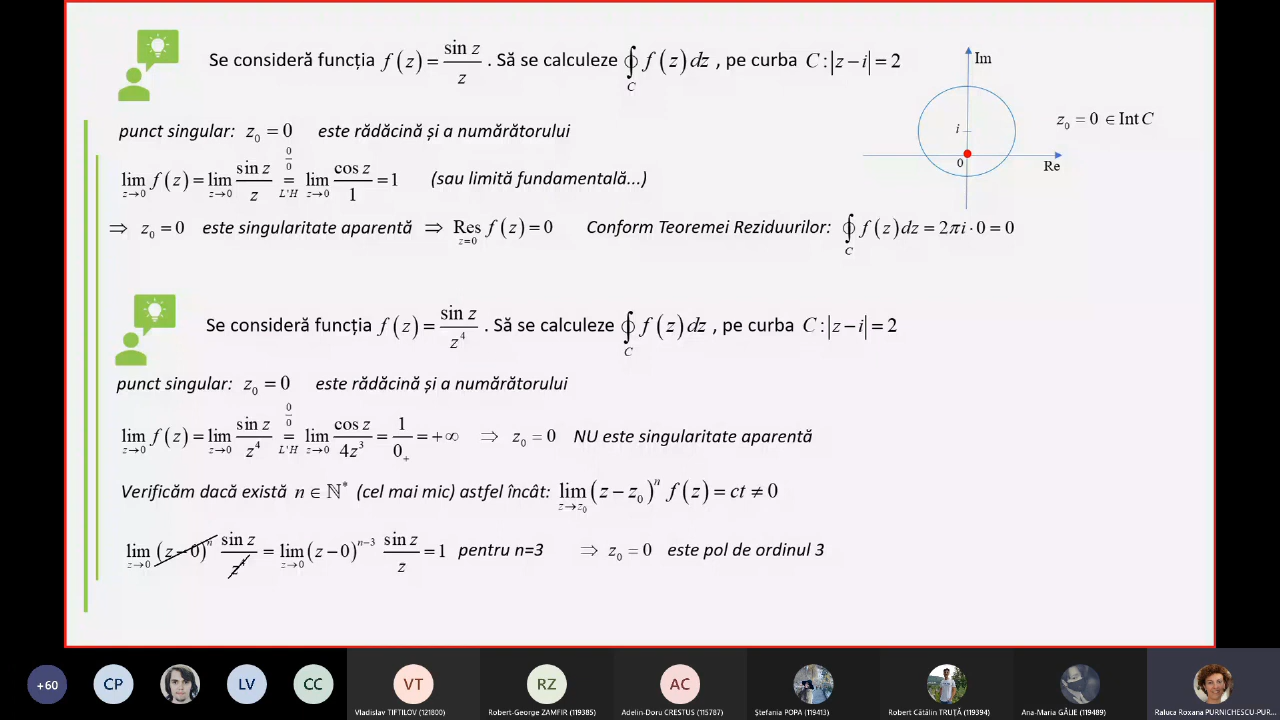 Se consideră funcția f(z) = sin z / z . Să se calculeze ∮_C f(z)dz , pe curba C : |z − i| = 2
Im
i
0
Re
z₀ = 0 ∈ Int C
punct singular: z₀ = 0 este rădăcină și a numărătorului
lim_{z→0} f(z) = lim_{z→0} sin z / z =^{0/0}_{L'H} lim_{z→0} cos z / 1 = 1 (sau limită fundamentală...)
⇒ z₀ = 0 este singularitate aparentă ⇒ Res_{z=0} f(z) = 0 Conform Teoremei Reziduurilor: ∮_C f(z)dz = 2πi·0 = 0
Se consideră funcția f(z) = sin z / z⁴ . Să se calculeze ∮_C f(z)dz , pe curba C : |z − i| = 2
punct singular: z₀ = 0 este rădăcină și a numărătorului
lim_{z→0} f(z) = lim_{z→0} sin z / z⁴ =^{0/0}_{L'H} lim_{z→0} cos z / 4z³ = 1 / 0₊ = +∞ ⇒ z₀ = 0 NU este singularitate aparentă
Verificăm dacă există n ∈ ℕ* (cel mai mic) astfel încât: lim_{z→z₀} (z − z₀)ⁿ f(z) = ct ≠ 0
lim_{z→0} (z − 0)ⁿ sin z / z⁴ = lim_{z→0} (z − 0)ⁿ⁻³ sin z / z = 1 pentru n=3 ⇒ z₀ = 0 este pol de ordinul 3
+60
CP
LV
CC
VT
RZ
AC
Vladislav TIFTILOV (121800)
Robert-George ZAMFIR (119385)
Adelin-Doru CRESTUS (115787)
Ștefania POPA (119413)
Robert Cătălin TRUȚĂ (119394)
Ana-Maria GÂLIE (119489)
Raluca Roxana PURNICHESCU-PUR...